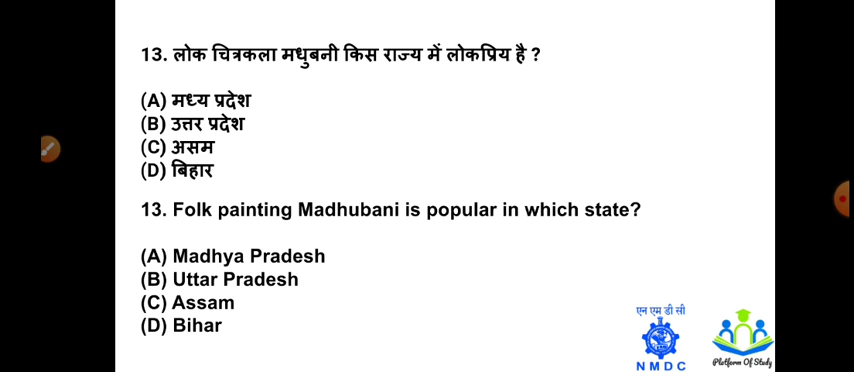 13. लोक चित्रकला मधुबनी किस राज्य में लोकप्रिय है ?
(A) मध्य प्रदेश
(B) उत्तर प्रदेश
(C) असम
(D) बिहार
13. Folk painting Madhubani is popular in which state?
(A) Madhya Pradesh
(B) Uttar Pradesh
(C) Assam
(D) Bihar
एन एम डी सी
NMDC
Platform Of Study